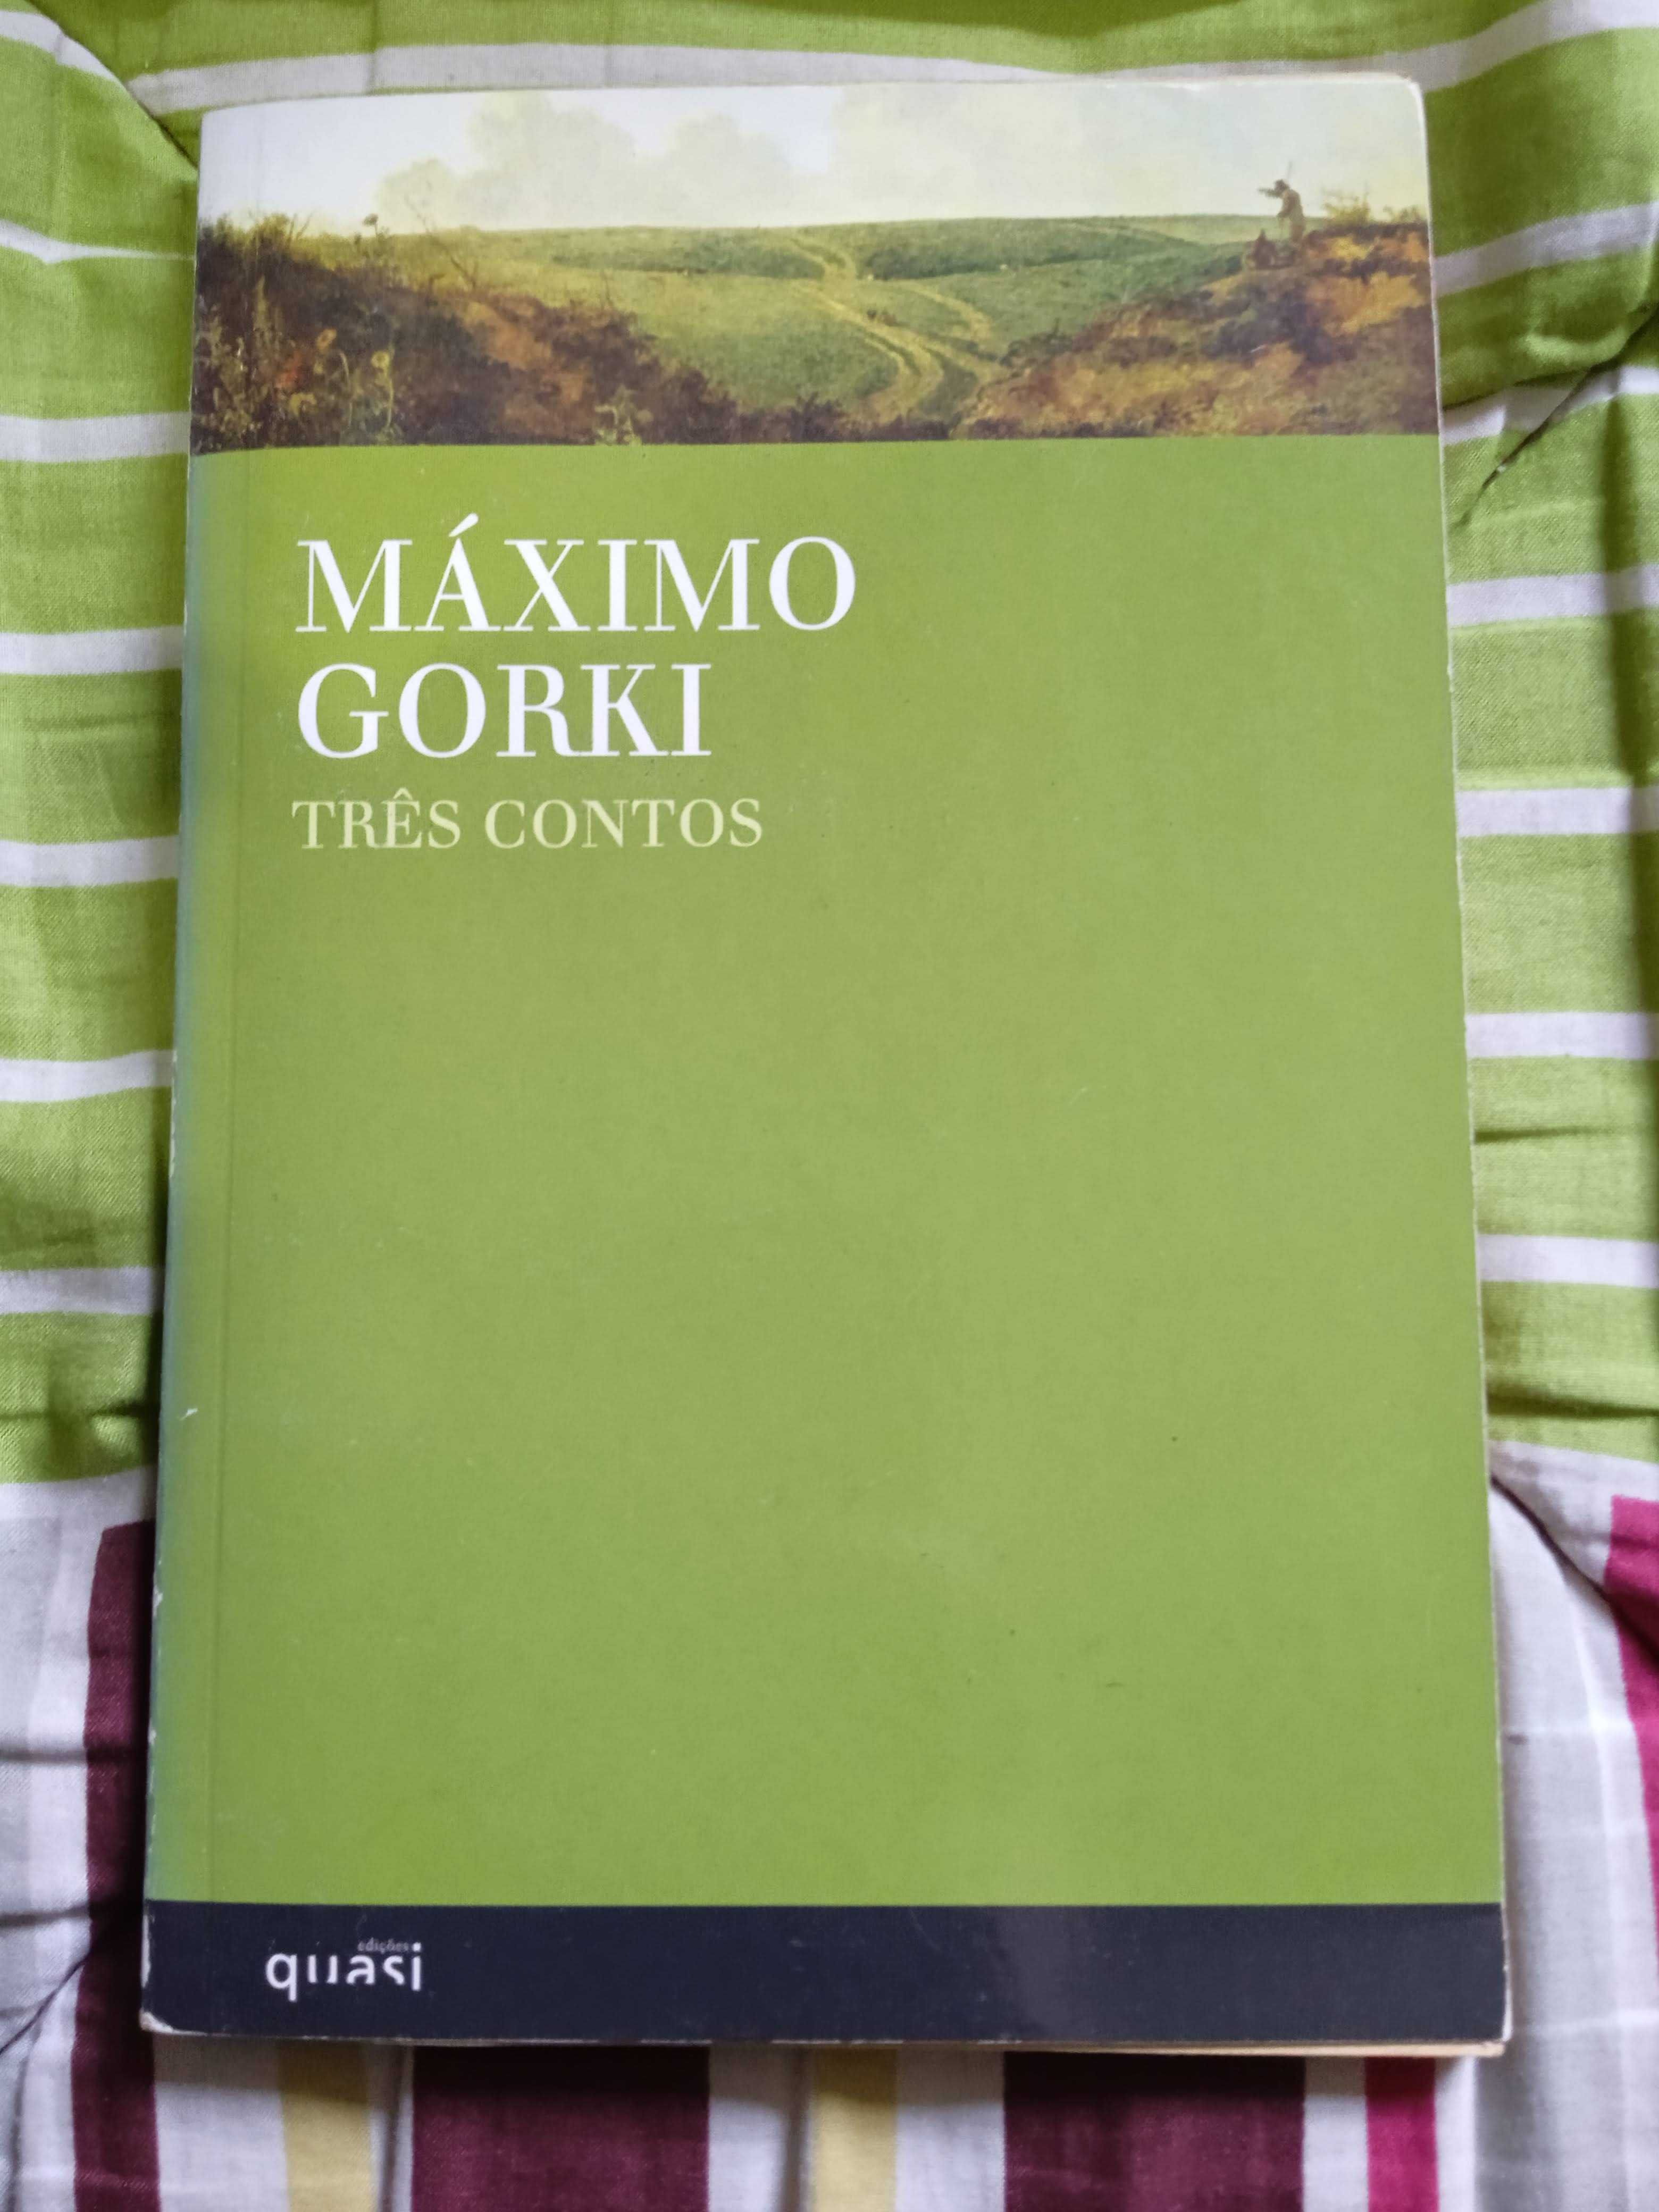 MÁXIMO
GORKI
TRÊS CONTOS
edições
quasi